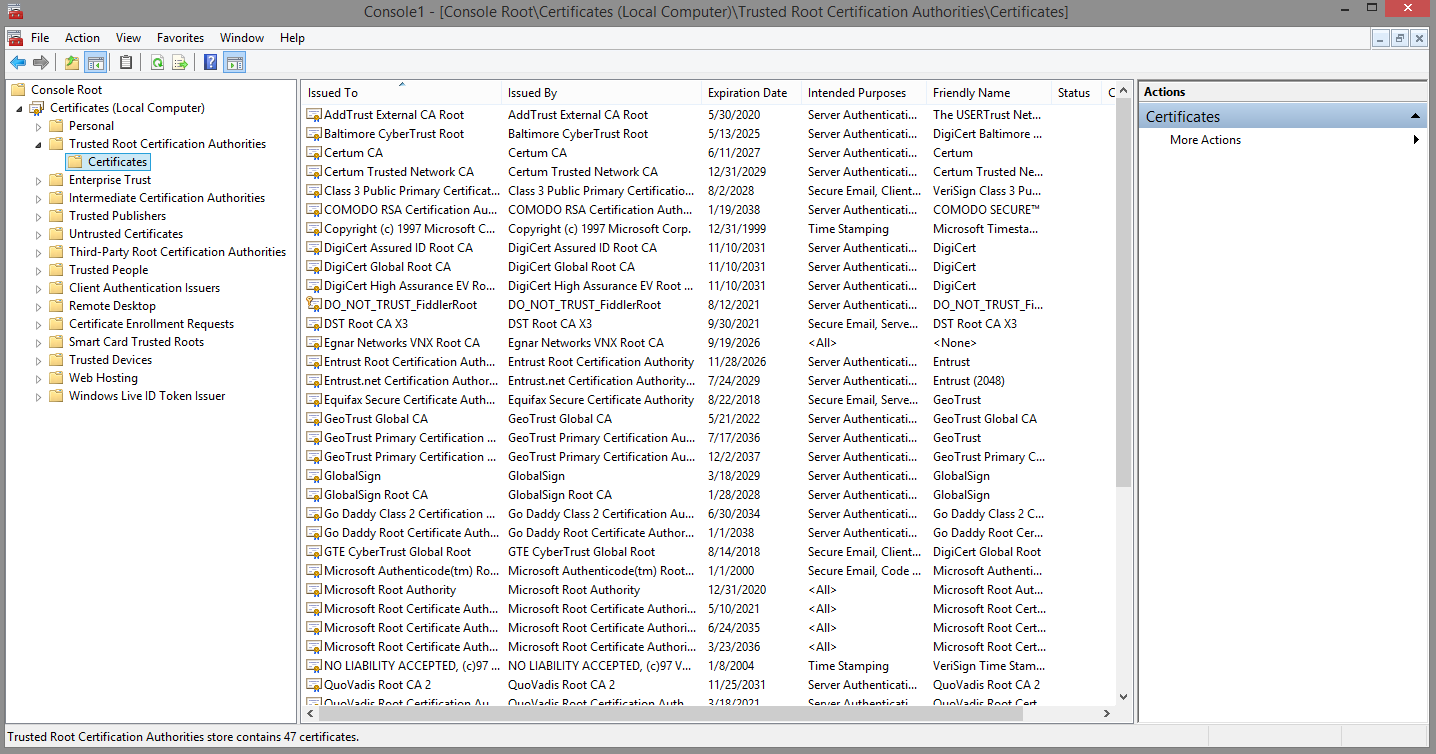 Console1 - [Console Root\Certificates (Local Computer)\Trusted Root Certification Authorities\Certificates]
File Action View Favorites Window Help
Console Root
Certificates (Local Computer)
Personal
Trusted Root Certification Authorities
Certificates
Enterprise Trust
Intermediate Certification Authorities
Trusted Publishers
Untrusted Certificates
Third-Party Root Certification Authorities
Trusted People
Client Authentication Issuers
Remote Desktop
Certificate Enrollment Requests
Smart Card Trusted Roots
Trusted Devices
Web Hosting
Windows Live ID Token Issuer
Issued To Issued By Expiration Date Intended Purposes Friendly Name Status C
AddTrust External CA Root AddTrust External CA Root 5/30/2020 Server Authenticati... The USERTrust Net...
Baltimore CyberTrust Root Baltimore CyberTrust Root 5/13/2025 Server Authenticati... DigiCert Baltimore ...
Certum CA Certum CA 6/11/2027 Server Authenticati... Certum
Certum Trusted Network CA Certum Trusted Network CA 12/31/2029 Server Authenticati... Certum Trusted Ne...
Class 3 Public Primary Certificat... Class 3 Public Primary Certificatio... 8/2/2028 Secure Email, Client... VeriSign Class 3 Pu...
COMODO RSA Certification Au... COMODO RSA Certification Auth... 1/19/2038 Server Authenticati... COMODO SECURE™
Copyright (c) 1997 Microsoft C... Copyright (c) 1997 Microsoft Corp. 12/31/1999 Time Stamping Microsoft Timesta...
DigiCert Assured ID Root CA DigiCert Assured ID Root CA 11/10/2031 Server Authenticati... DigiCert
DigiCert Global Root CA DigiCert Global Root CA 11/10/2031 Server Authenticati... DigiCert
DigiCert High Assurance EV Ro... DigiCert High Assurance EV Root ... 11/10/2031 Server Authenticati... DigiCert
DO_NOT_TRUST_FiddlerRoot DO_NOT_TRUST_FiddlerRoot 8/12/2021 Server Authenticati... DO_NOT_TRUST_Fi...
DST Root CA X3 DST Root CA X3 9/30/2021 Secure Email, Serve... DST Root CA X3
Egnar Networks VNX Root CA Egnar Networks VNX Root CA 9/19/2026 <All> <None>
Entrust Root Certification Auth... Entrust Root Certification Authority 11/28/2026 Server Authenticati... Entrust
Entrust.net Certification Author... Entrust.net Certification Authority... 7/24/2029 Server Authenticati... Entrust (2048)
Equifax Secure Certificate Auth... Equifax Secure Certificate Authority 8/22/2018 Secure Email, Serve... GeoTrust
GeoTrust Global CA GeoTrust Global CA 5/21/2022 Server Authenticati... GeoTrust Global CA
GeoTrust Primary Certification ... GeoTrust Primary Certification Au... 7/17/2036 Server Authenticati... GeoTrust
GeoTrust Primary Certification ... GeoTrust Primary Certification Au... 12/2/2037 Server Authenticati... GeoTrust Primary C...
GlobalSign GlobalSign 3/18/2029 Server Authenticati... GlobalSign
GlobalSign Root CA GlobalSign Root CA 1/28/2028 Server Authenticati... GlobalSign
Go Daddy Class 2 Certification ... Go Daddy Class 2 Certification Au... 6/30/2034 Server Authenticati... Go Daddy Class 2 C...
Go Daddy Root Certificate Auth... Go Daddy Root Certificate Author... 1/1/2038 Server Authenticati... Go Daddy Root Cer...
GTE CyberTrust Global Root GTE CyberTrust Global Root 8/14/2018 Secure Email, Client... DigiCert Global Root
Microsoft Authenticode(tm) Ro... Microsoft Authenticode(tm) Root... 1/1/2000 Secure Email, Code ... Microsoft Authenti...
Microsoft Root Authority Microsoft Root Authority 12/31/2020 <All> Microsoft Root Aut...
Microsoft Root Certificate Auth... Microsoft Root Certificate Authori... 5/10/2021 <All> Microsoft Root Cert...
Microsoft Root Certificate Auth... Microsoft Root Certificate Authori... 6/24/2035 <All> Microsoft Root Cert...
Microsoft Root Certificate Auth... Microsoft Root Certificate Authori... 3/23/2036 <All> Microsoft Root Cert...
NO LIABILITY ACCEPTED, (c)97 ... NO LIABILITY ACCEPTED, (c)97 V... 1/8/2004 Time Stamping VeriSign Time Stam...
QuoVadis Root CA 2 QuoVadis Root CA 2 11/25/2031 Server Authenticati... QuoVadis Root CA 2
QuoVadis Root Certification Au... QuoVadis Root Certification Auth... 3/18/2021 Server Authenticati... QuoVadis Root Cert...
Actions
Certificates
More Actions
Trusted Root Certification Authorities store contains 47 certificates.